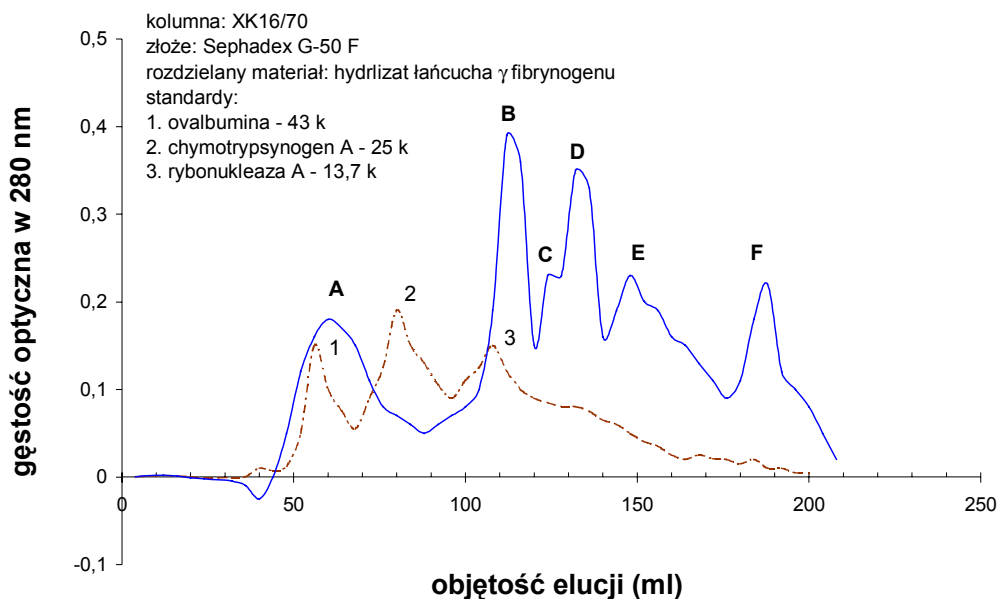 kolumna: XK16/70
złoże: Sephadex G-50 F
rozdzielany materiał: hydrlizat łańcucha γ fibrynogenu
standardy:
1. ovalbumina - 43 k
2. chymotrypsynogen A - 25 k
3. rybonukleaza A - 13,7 k
gęstość optyczna w 280 nm
0,5
0,4
0,3
0,2
0,1
0
-0,1
A
B
C
D
E
F
1
2
3
0
50
100
150
200
250
objętość elucji (ml)